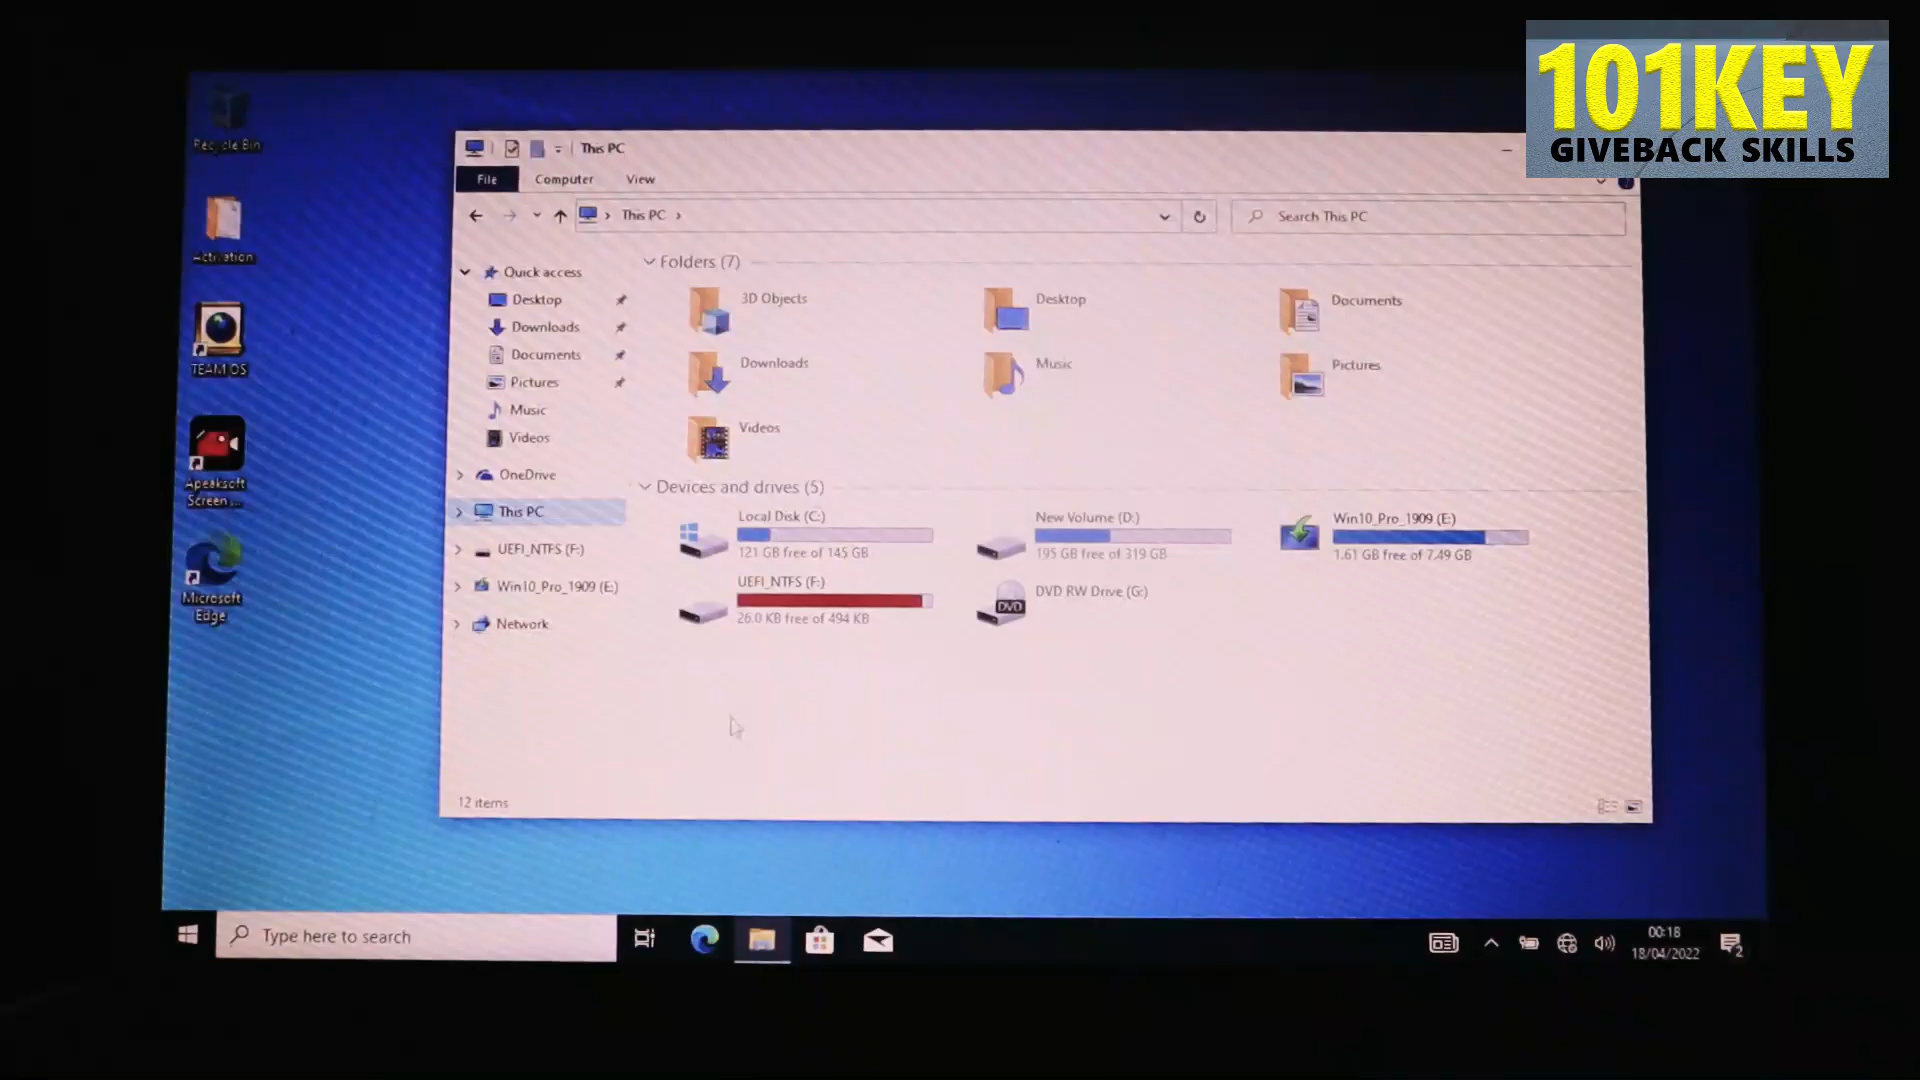 101KEY
GIVEBACK SKILLS
Recycle Bin
Activation
TEAM OS
Apeaksoft
Screen ...
Microsoft
Edge
This PC
File
Computer
View
This PC
Search This PC
Quick access
Desktop
Downloads
Documents
Pictures
Music
Videos
OneDrive
This PC
UEFI_NTFS (F:)
Win10_Pro_1909 (E:)
Network
Folders (7)
3D Objects
Desktop
Documents
Downloads
Music
Pictures
Videos
Devices and drives (5)
Local Disk (C:)
121 GB free of 145 GB
New Volume (D:)
195 GB free of 319 GB
Win10_Pro_1909 (E:)
1.61 GB free of 7.49 GB
UEFI_NTFS (F:)
26.0 KB free of 494 KB
DVD RW Drive (G:)
DVD
12 items
Type here to search
00:18
18/04/2022
2